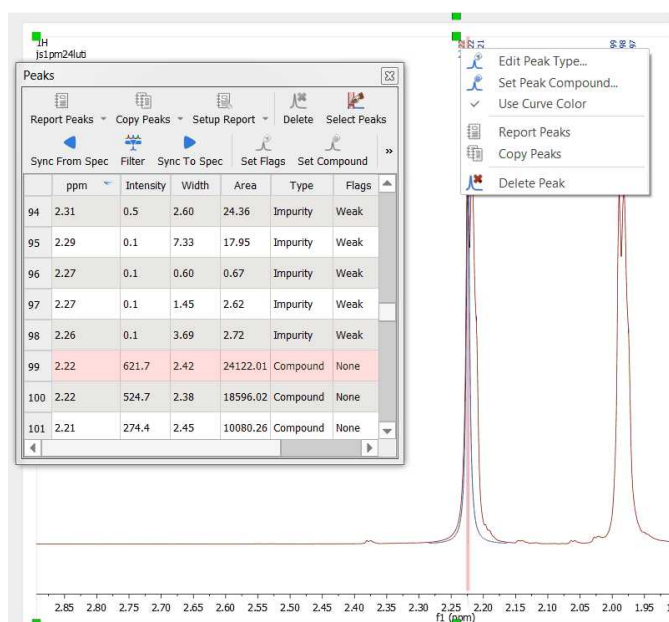 1H
js1pm24luti
22
22
21
99
98
97
Peaks
Report Peaks Copy Peaks Setup Report Delete Select Peaks
Sync From Spec Filter Sync To Spec Set Flags Set Compound »
ppm Intensity Width Area Type Flags
94 2.31 0.5 2.60 24.36 Impurity Weak
95 2.29 0.1 7.33 17.95 Impurity Weak
96 2.27 0.1 0.60 0.67 Impurity Weak
97 2.27 0.1 1.45 2.62 Impurity Weak
98 2.26 0.1 3.69 2.72 Impurity Weak
99 2.22 621.7 2.42 24122.01 Compound None
100 2.22 524.7 2.38 18596.02 Compound None
101 2.21 274.4 2.45 10080.26 Compound None
Edit Peak Type...
Set Peak Compound...
Use Curve Color
Report Peaks
Copy Peaks
Delete Peak
2.85 2.80 2.75 2.70 2.65 2.60 2.55 2.50 2.45 2.40 2.35 2.30 2.25 2.20 2.15 2.10 2.05 2.00 1.95
f1 (ppm)